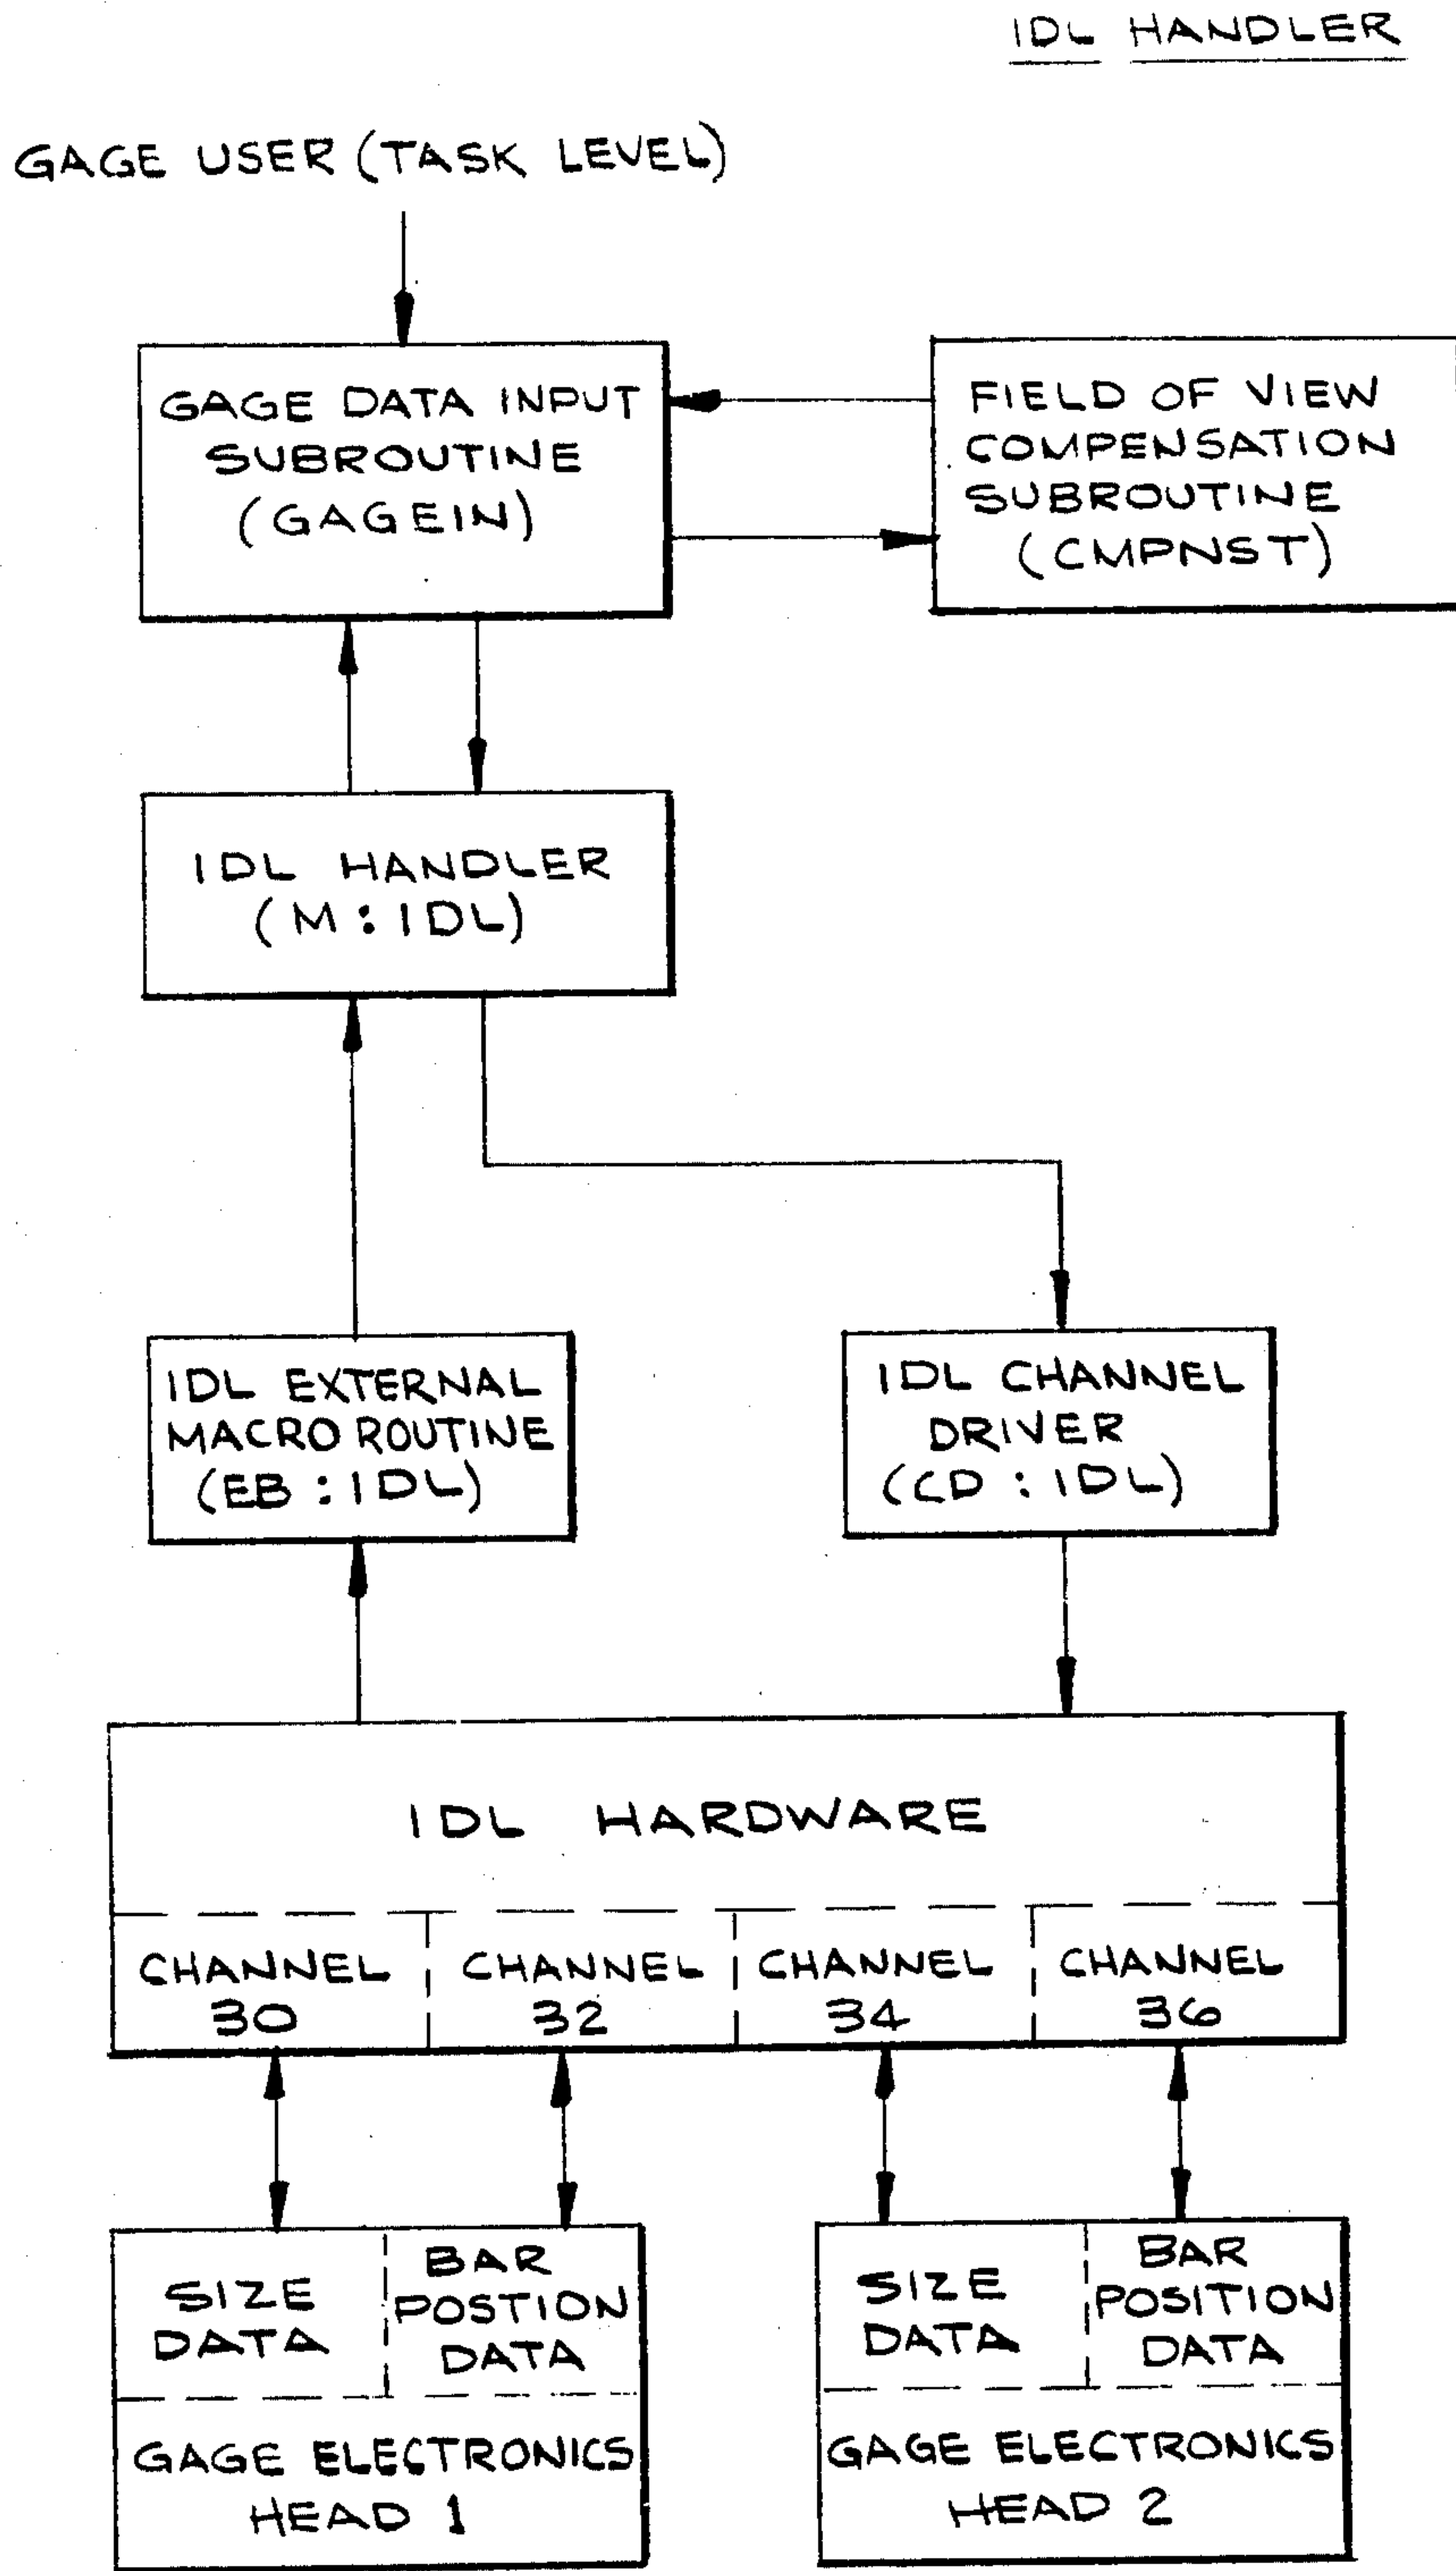 IDL HANDLER
GAGE USER (TASK LEVEL)
GAGE DATA INPUT
SUBROUTINE
(GAGEIN)
FIELD OF VIEW
COMPENSATION
SUBROUTINE
(CMPNST)
IDL HANDLER
(M:IDL)
IDL EXTERNAL
MACRO ROUTINE
(EB:IDL)
IDL CHANNEL
DRIVER
(CD:IDL)
IDL HARDWARE
CHANNEL
30
CHANNEL
32
CHANNEL
34
CHANNEL
36
SIZE
DATA
BAR
POSTION
DATA
GAGE ELECTRONICS
HEAD 1
SIZE
DATA
BAR
POSITION
DATA
GAGE ELECTRONICS
HEAD 2